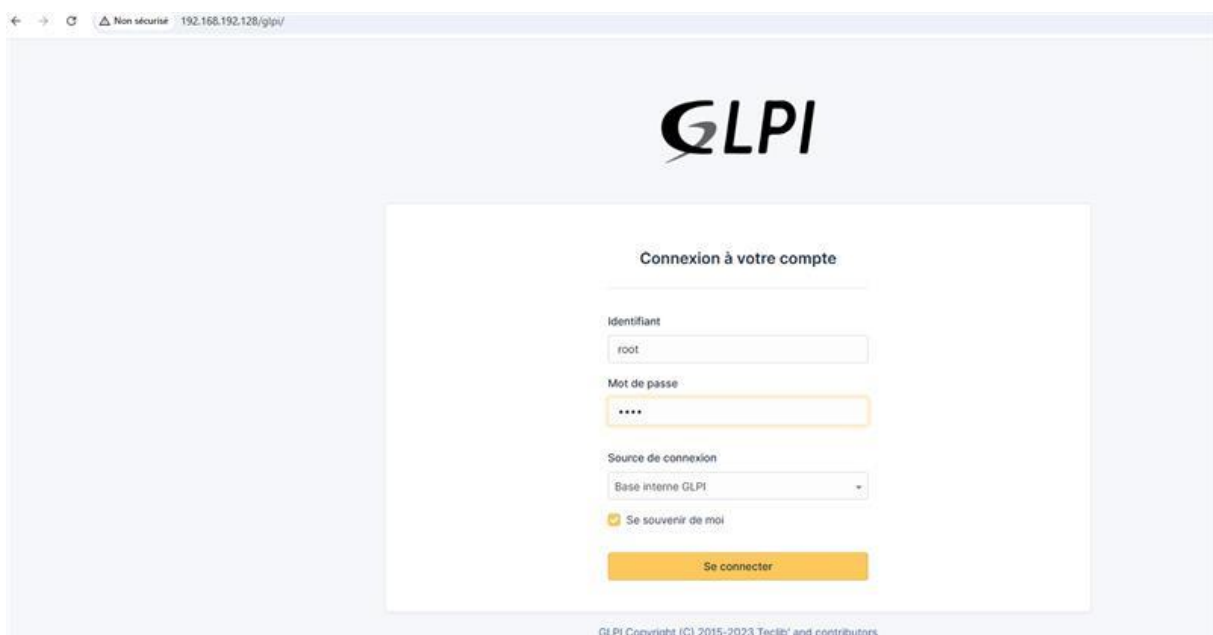 Non sécurisé 192.168.192.128/glpi/
GLPI
Connexion à votre compte
Identifiant
root
Mot de passe
••••
Source de connexion
Base interne GLPI
Se souvenir de moi
Se connecter
GLPI Copyright (C) 2015-2023 Teclib' and contributors